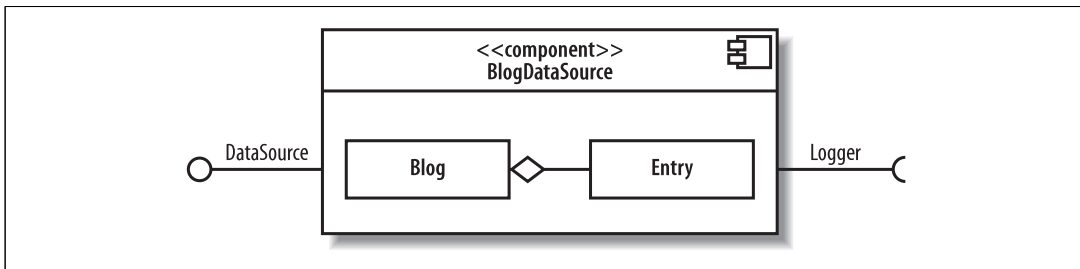 <<component>>
BlogDataSource
DataSource
Blog
Entry
Logger